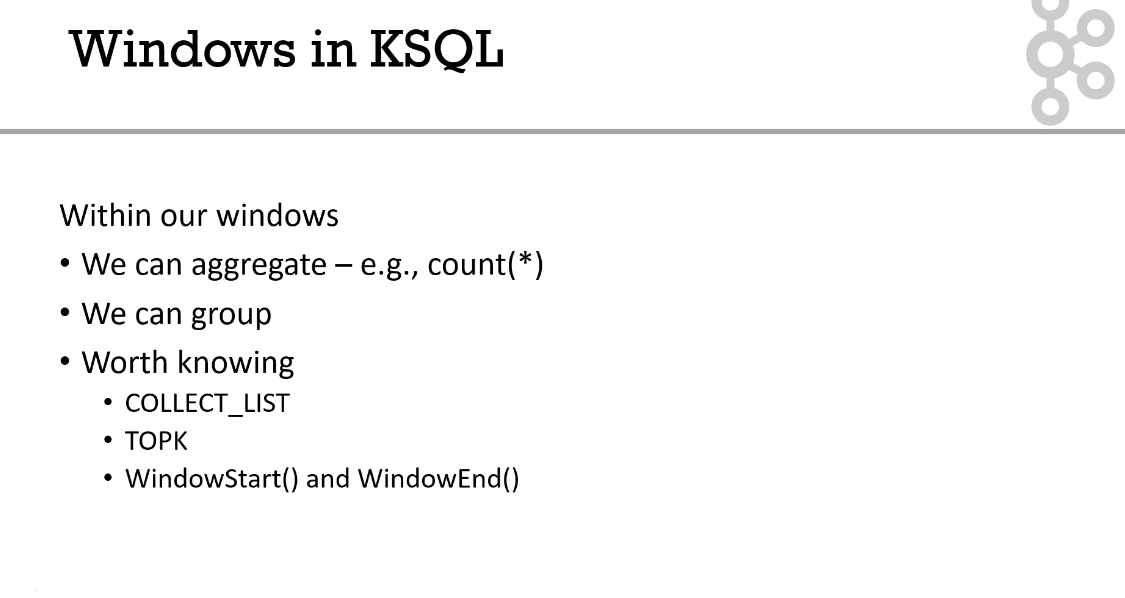 Windows in KSQL
Within our windows
• We can aggregate – e.g., count(*)
• We can group
• Worth knowing
• COLLECT_LIST
• TOPK
• WindowStart() and WindowEnd()